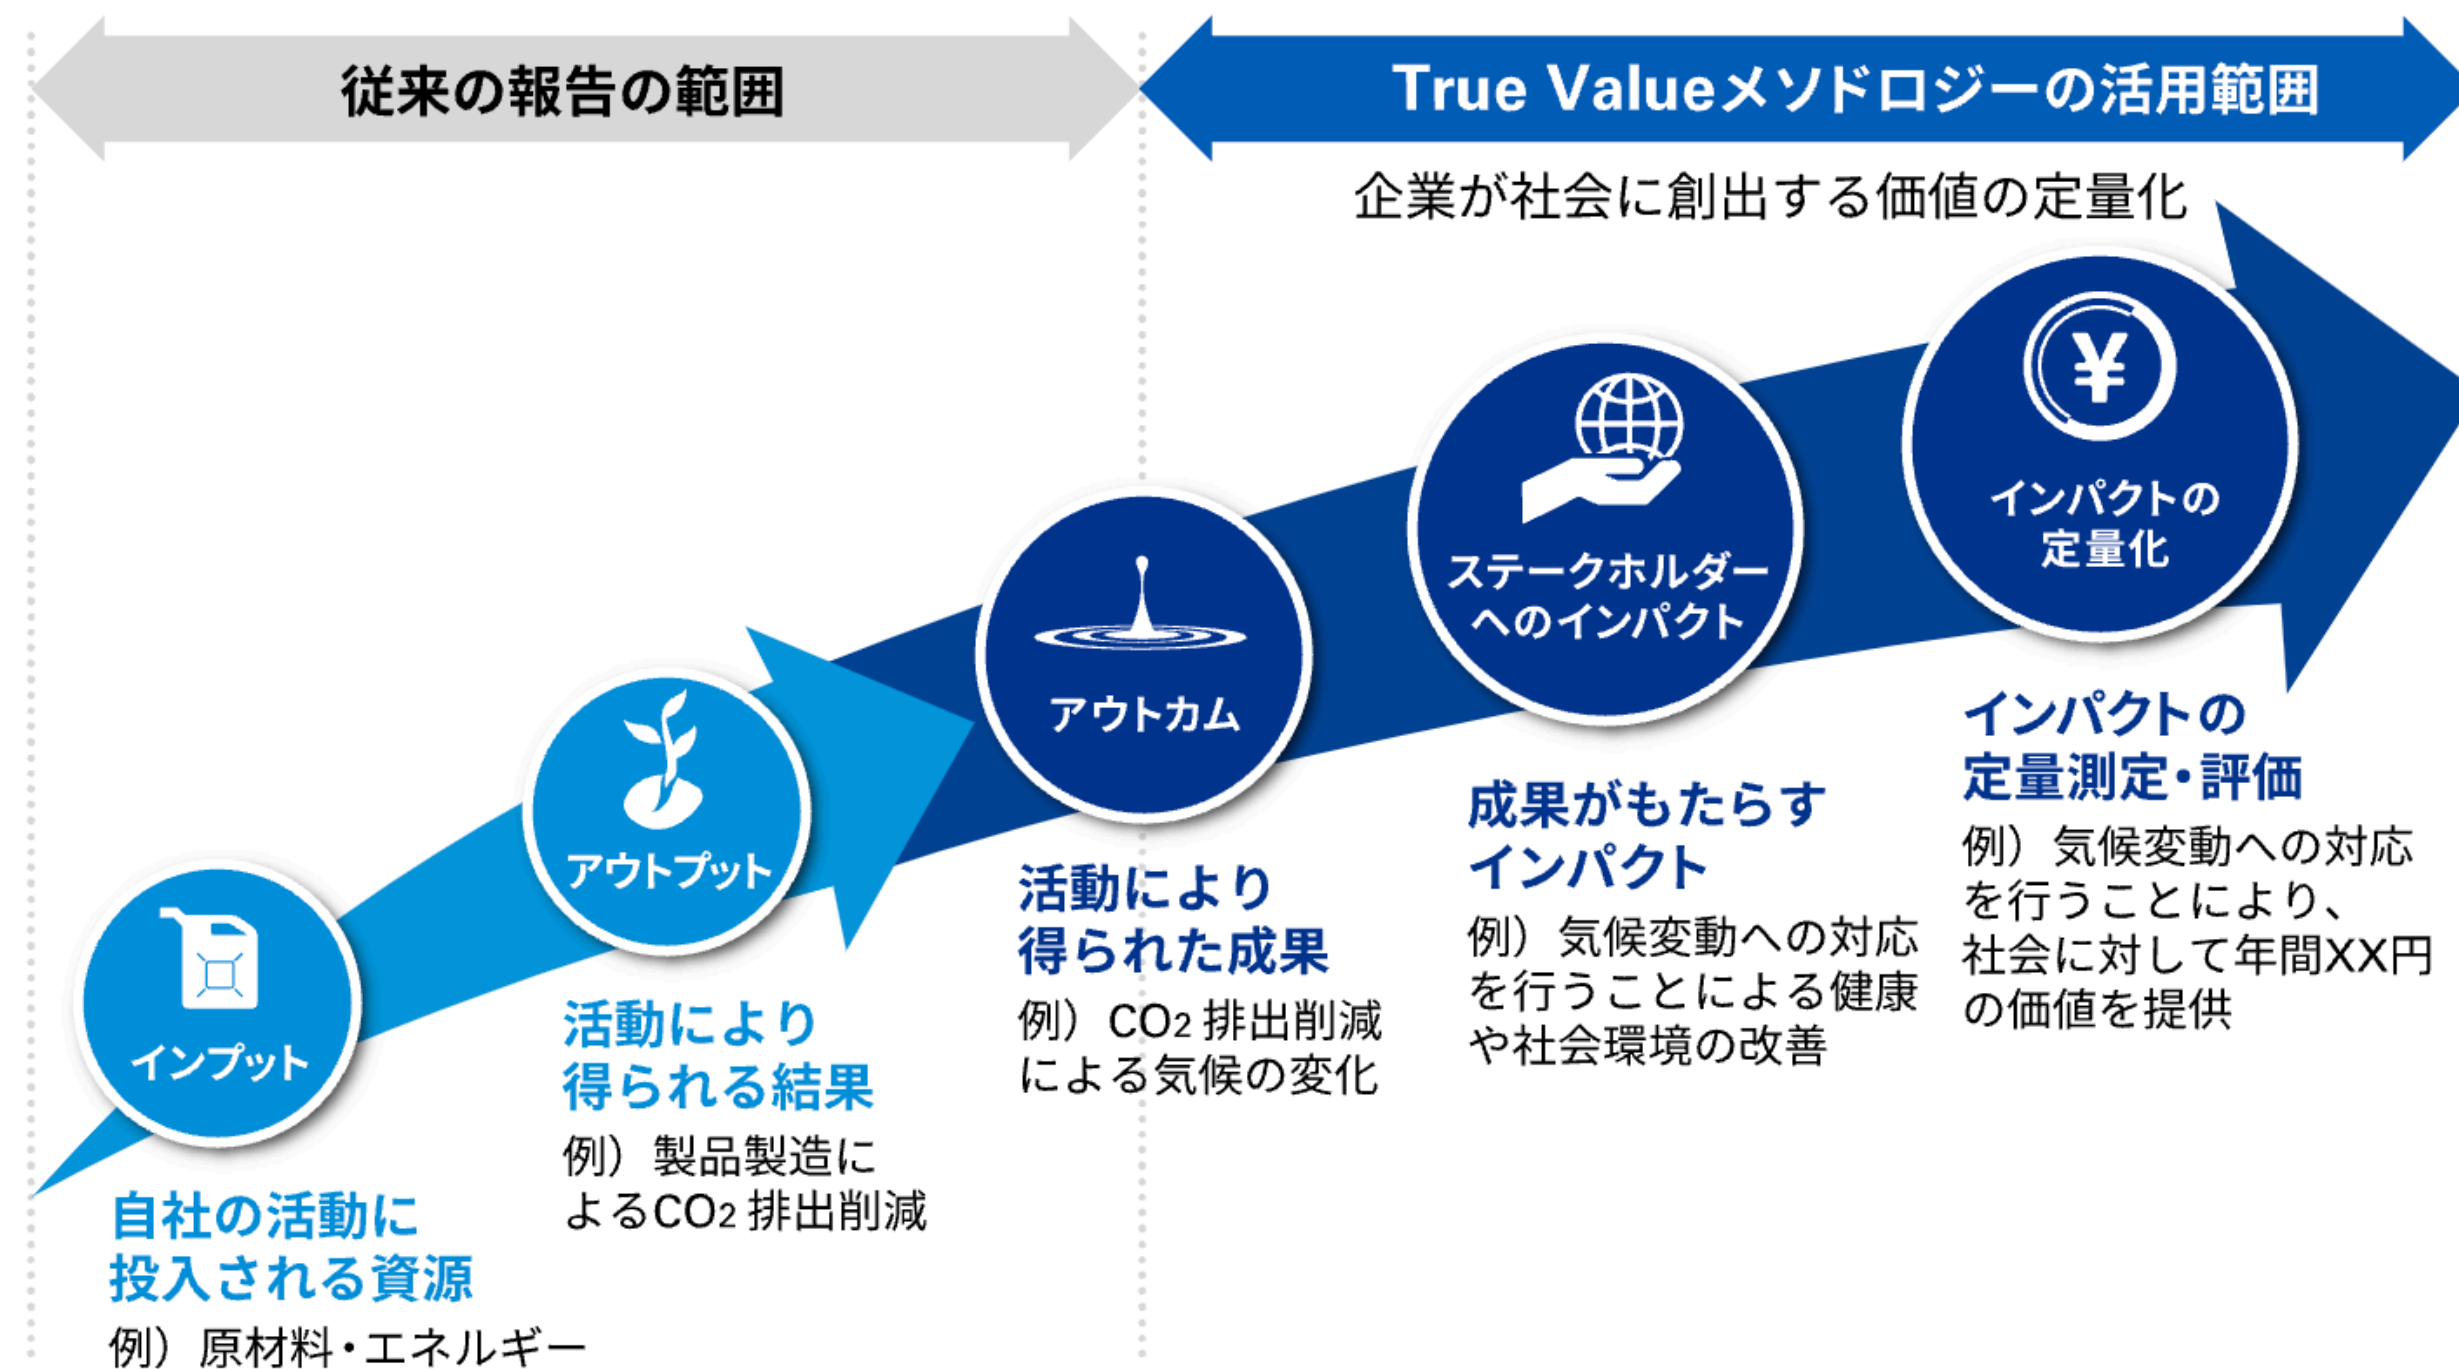 従来の報告の範囲
True Valueメソドロジーの活用範囲
企業が社会に創出する価値の定量化
インプット
自社の活動に
投入される資源
例）原材料・エネルギー
アウトプット
活動により
得られる結果
例）製品製造に
よるCO2 排出削減
アウトカム
活動により
得られた成果
例）CO2 排出削減
による気候の変化
ステークホルダー
へのインパクト
成果がもたらす
インパクト
例）気候変動への対応
を行うことによる健康
や社会環境の改善
¥
インパクトの
定量化
インパクトの
定量測定・評価
例）気候変動への対応
を行うことにより、
社会に対して年間XX円
の価値を提供